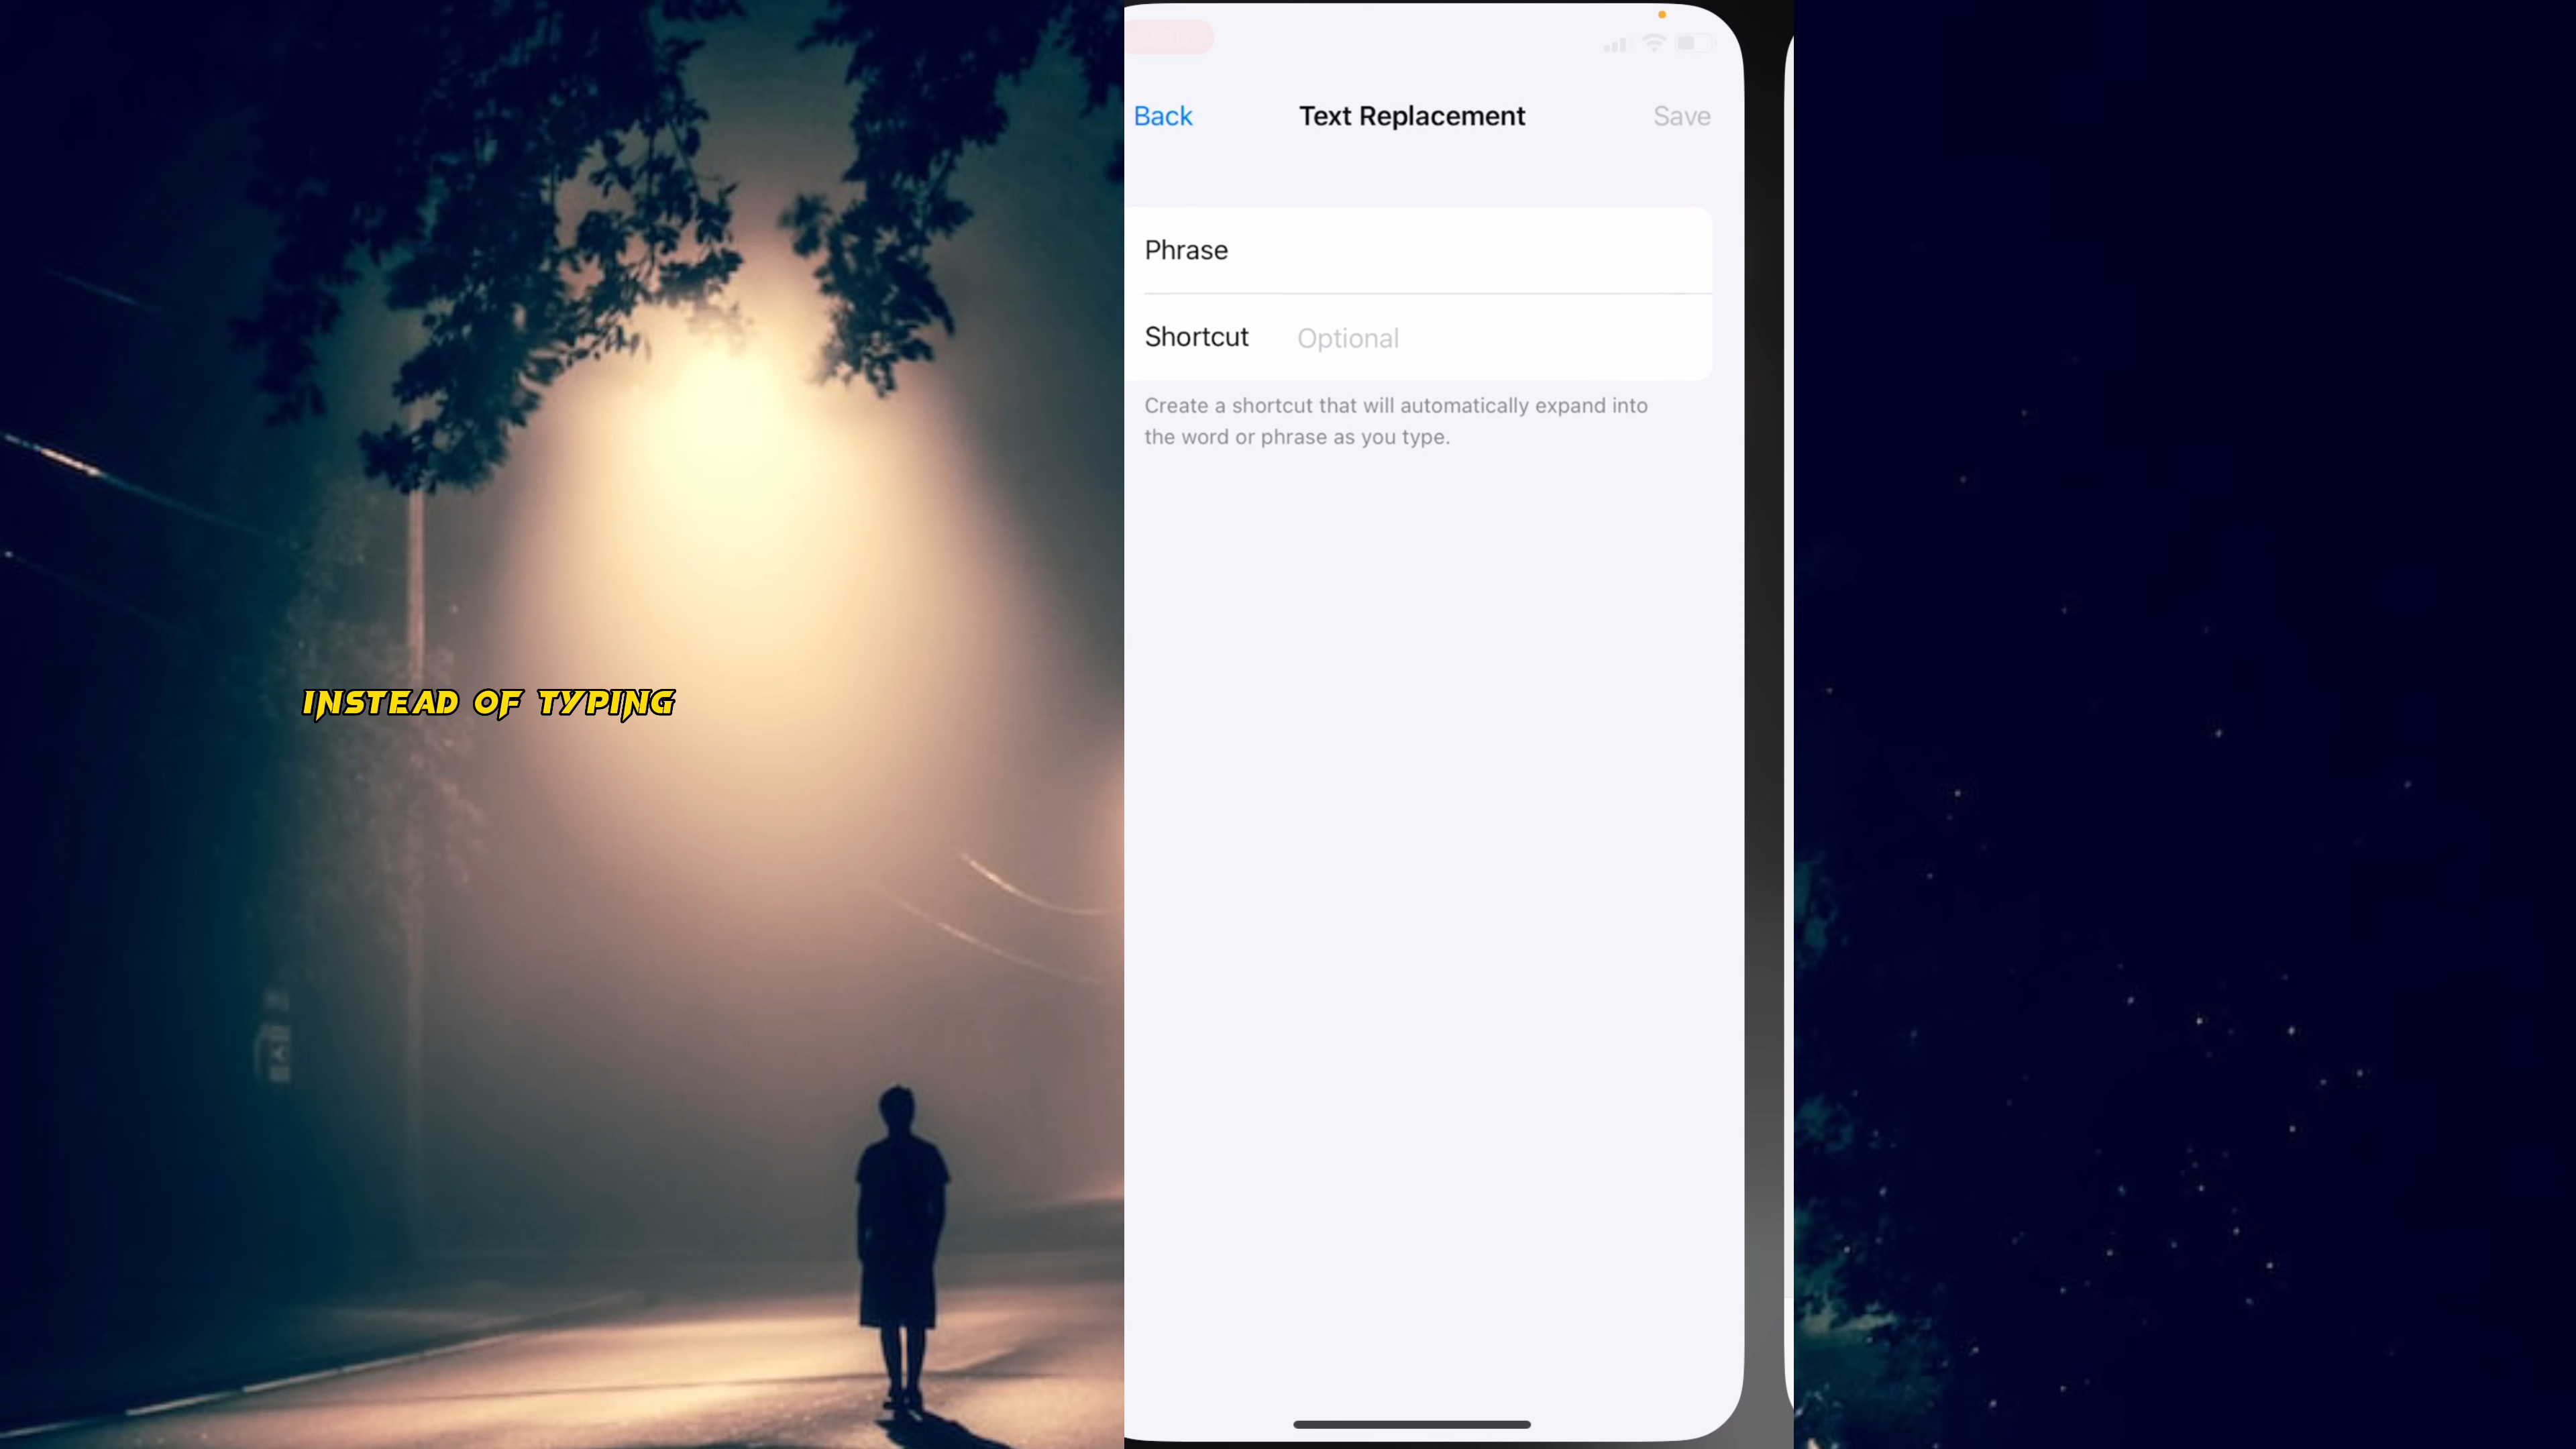 INSTEAD OF TYPING
Back
Text Replacement
Save
Phrase
Shortcut
Optional
Create a shortcut that will automatically expand into
the word or phrase as you type.